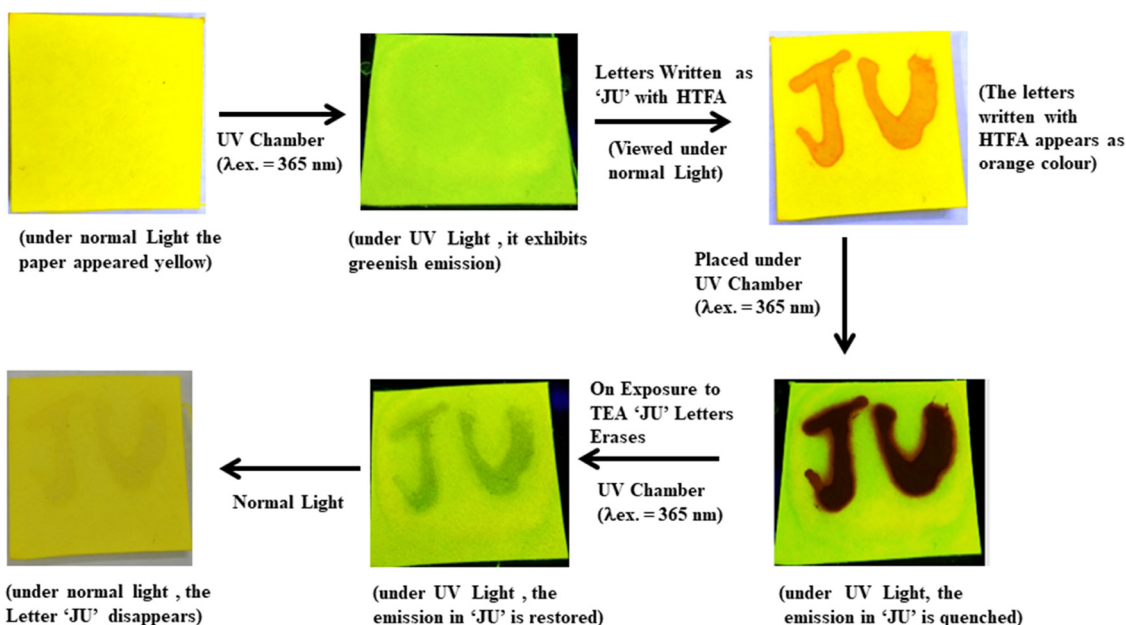 UV Chamber
(λex. = 365 nm)
Letters Written as
‘JU’ with HTFA
(Viewed under
normal Light)
JU
(The letters
written with
HTFA appears as
orange colour)
(under normal Light the
paper appeared yellow)
(under UV Light , it exhibits
greenish emission)
Placed under
UV Chamber
(λex. = 365 nm)
JU
On Exposure to
TEA ‘JU’ Letters
Erases
UV Chamber
(λex. = 365 nm)
JU
Normal Light
JU
(under normal light , the
Letter ‘JU’ disappears)
(under UV Light , the
emission in ‘JU’ is restored)
(under UV Light, the
emission in ‘JU’ is quenched)